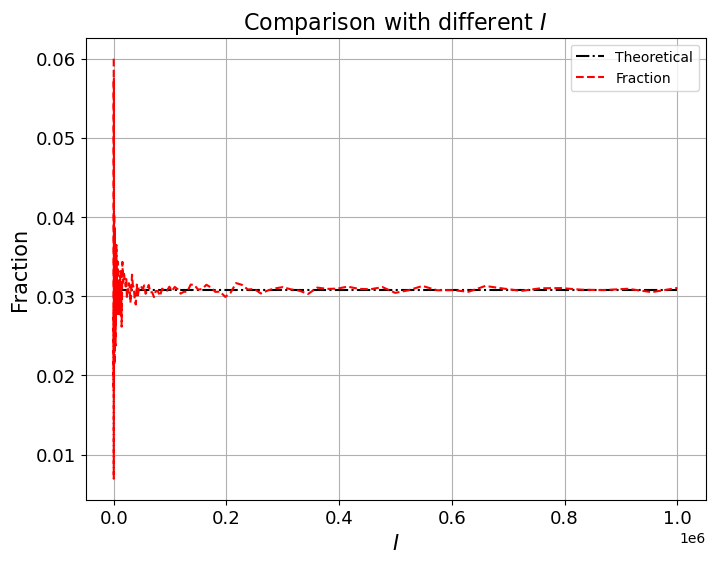 Comparison with different I
Theoretical
Fraction
Fraction
0.06
0.05
0.04
0.03
0.02
0.01
0.0 0.2 0.4 0.6 0.8 1.0
1e6
I